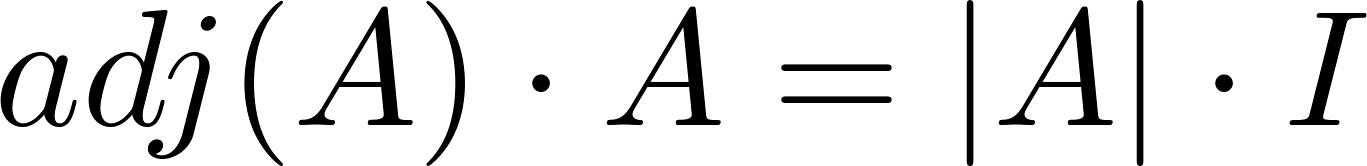 adj(A) · A = |A| · I